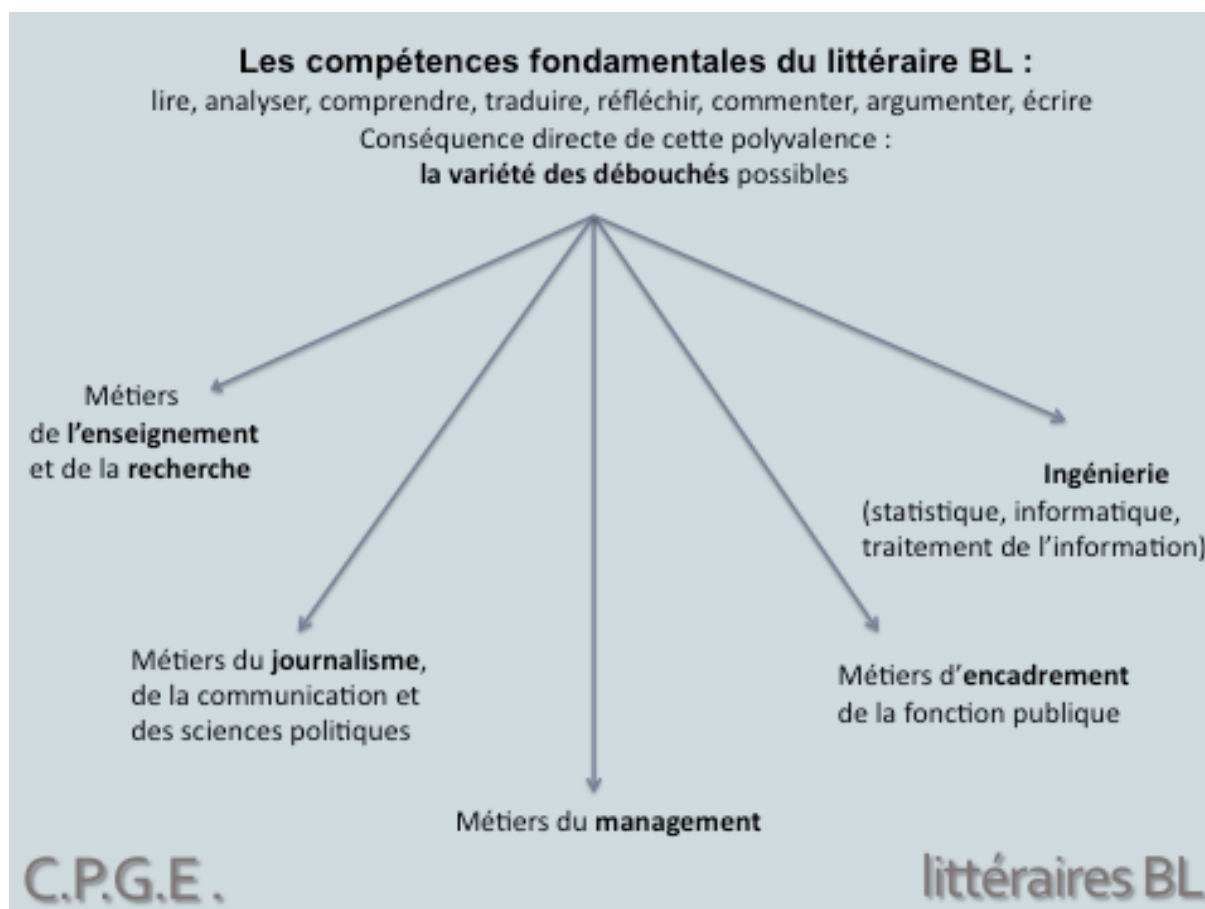 Les compétences fondamentales du littéraire BL :
lire, analyser, comprendre, traduire, réfléchir, commenter, argumenter, écrire
Conséquence directe de cette polyvalence :
la variété des débouchés possibles
Métiers
de l'enseignement
et de la recherche
Ingénierie
(statistique, informatique,
traitement de l'information)
Métiers du journalisme,
de la communication et
des sciences politiques
Métiers d'encadrement
de la fonction publique
Métiers du management
C.P.G.E .
littéraires BL